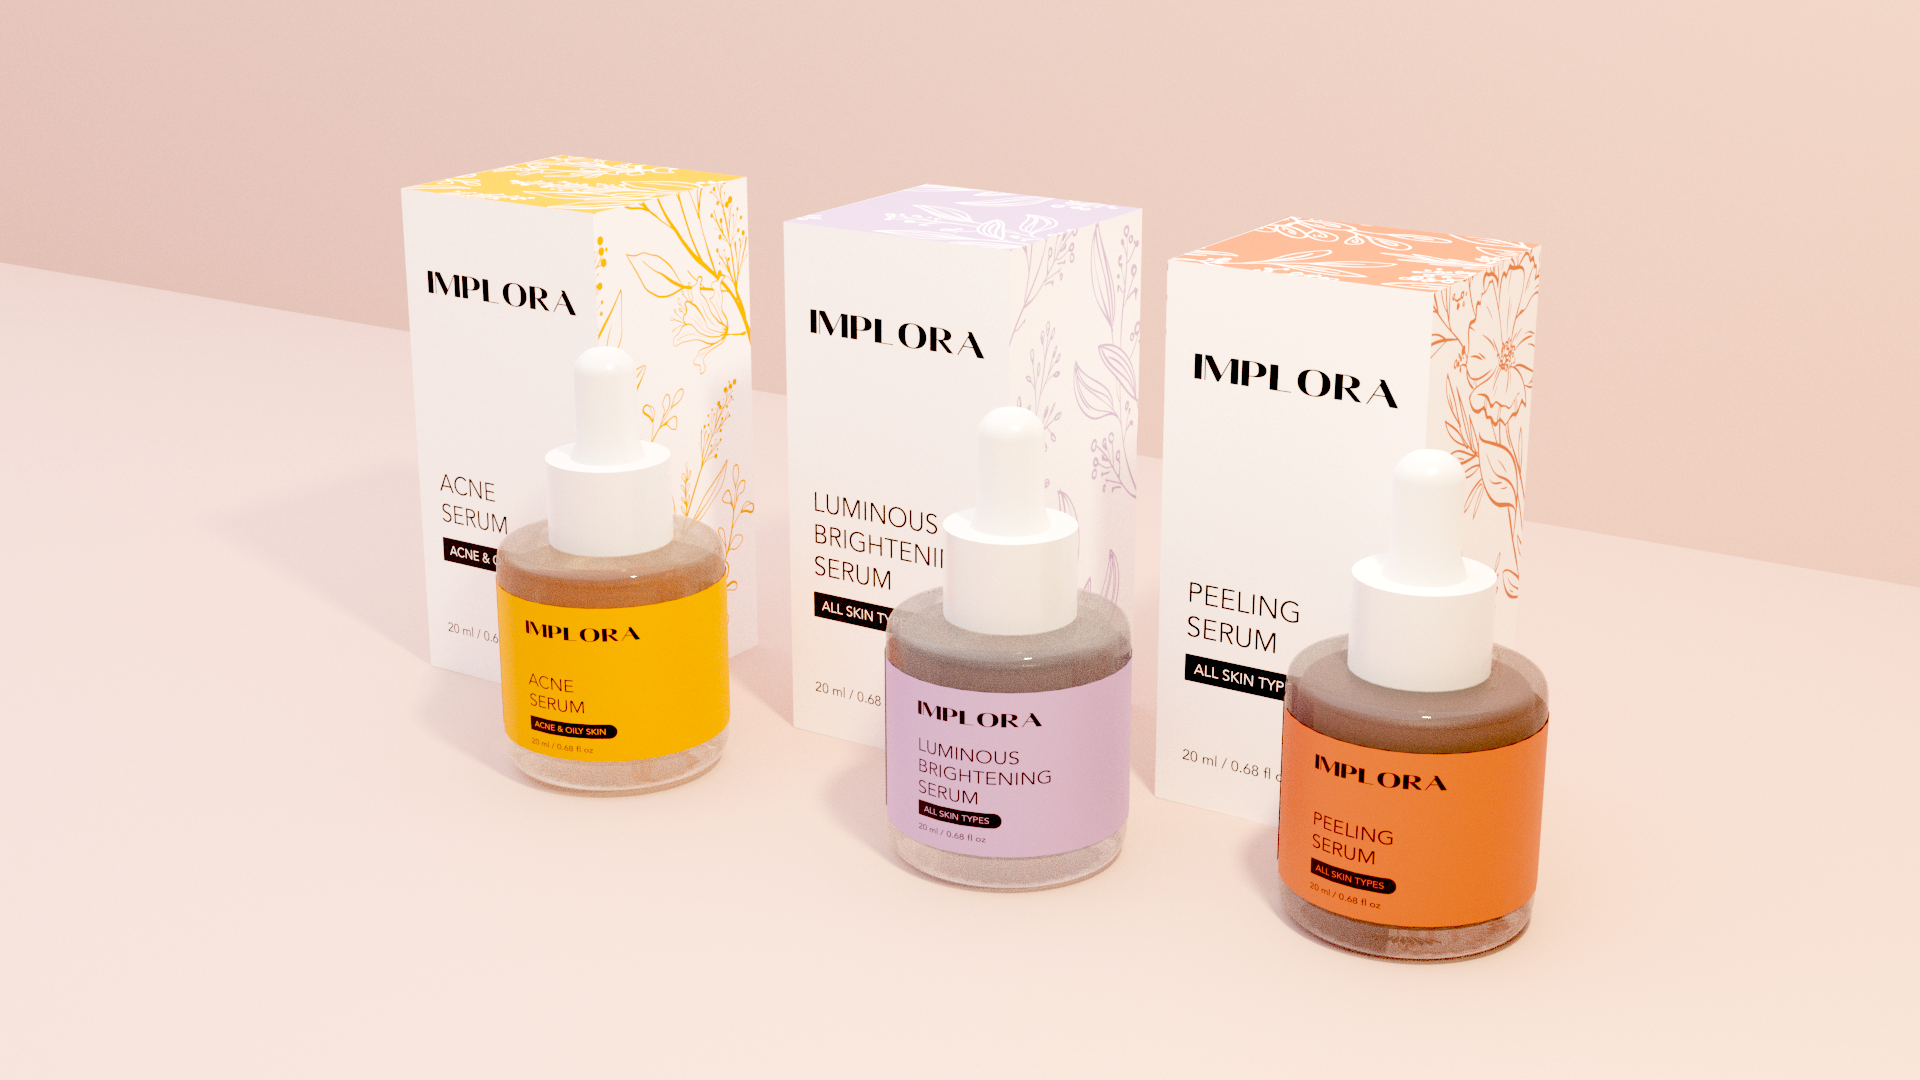 IMPLORA
ACNE
SERUM
ACNE &
20 ml / 0.6
IMPLORA
ACNE
SERUM
ACNE & OILY SKIN
20 ml / 0.68 fl oz
IMPLORA
LUMINOUS
BRIGHTENI
SERUM
ALL SKIN TY
20 ml / 0.68
IMPLORA
LUMINOUS
BRIGHTENING
SERUM
ALL SKIN TYPES
20 ml / 0.68 fl oz
IMPLORA
PEELING
SERUM
ALL SKIN TYP
20 ml / 0.68 fl
IMPLORA
PEELING
SERUM
ALL SKIN TYPES
20 ml / 0.68 fl oz